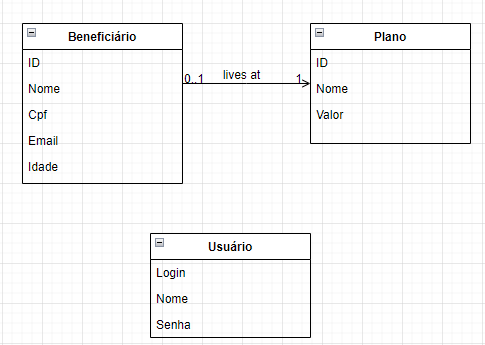 Beneficiário
ID
Nome
Cpf
Email
Idade
0..1 lives at 1
Plano
ID
Nome
Valor
Usuário
Login
Nome
Senha